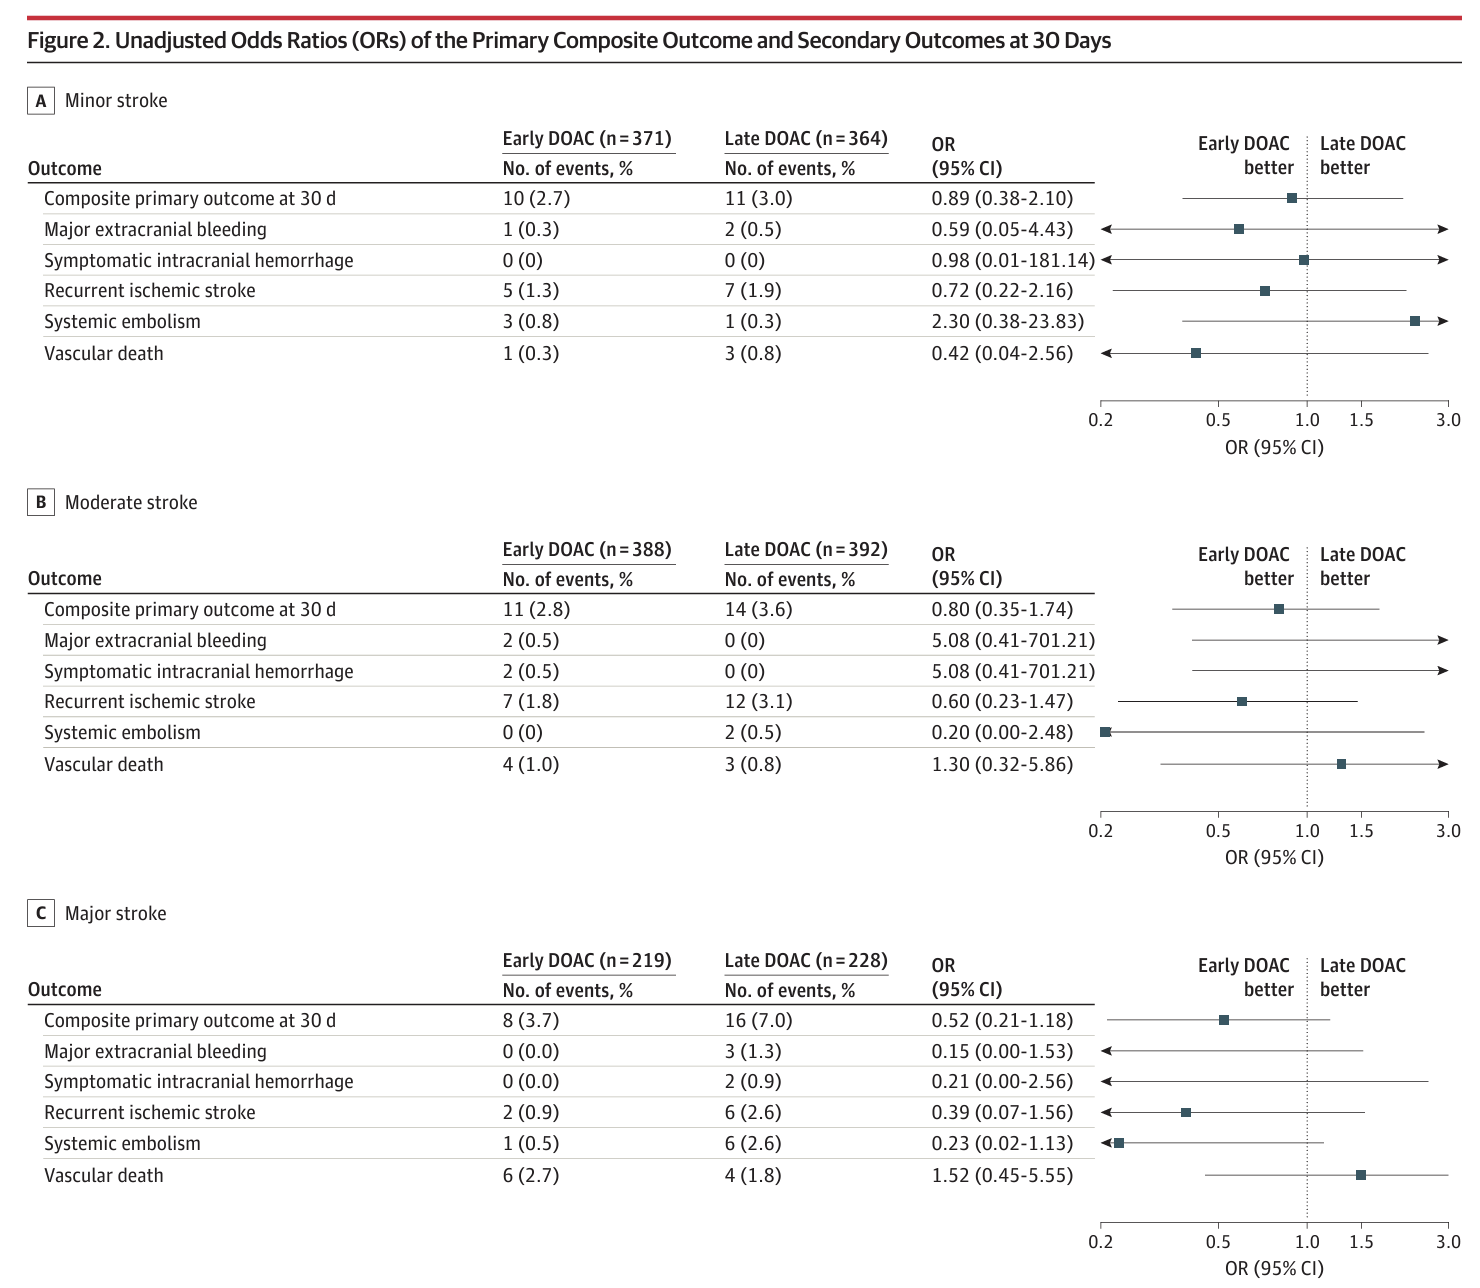 Figure 2. Unadjusted Odds Ratios (ORs) of the Primary Composite Outcome and Secondary Outcomes at 30 Days
A Minor stroke
Early DOAC (n=371) Late DOAC (n=364) OR (95% CI) Early DOAC better Late DOAC better
Outcome No. of events, % No. of events, %
Composite primary outcome at 30 d 10 (2.7) 11 (3.0) 0.89 (0.38-2.10)
Major extracranial bleeding 1 (0.3) 2 (0.5) 0.59 (0.05-4.43)
Symptomatic intracranial hemorrhage 0 (0) 0 (0) 0.98 (0.01-181.14)
Recurrent ischemic stroke 5 (1.3) 7 (1.9) 0.72 (0.22-2.16)
Systemic embolism 3 (0.8) 1 (0.3) 2.30 (0.38-23.83)
Vascular death 1 (0.3) 3 (0.8) 0.42 (0.04-2.56)
0.2 0.5 1.0 1.5 3.0
OR (95% CI)
B Moderate stroke
Early DOAC (n=388) Late DOAC (n=392) OR (95% CI) Early DOAC better Late DOAC better
Outcome No. of events, % No. of events, %
Composite primary outcome at 30 d 11 (2.8) 14 (3.6) 0.80 (0.35-1.74)
Major extracranial bleeding 2 (0.5) 0 (0) 5.08 (0.41-701.21)
Symptomatic intracranial hemorrhage 2 (0.5) 0 (0) 5.08 (0.41-701.21)
Recurrent ischemic stroke 7 (1.8) 12 (3.1) 0.60 (0.23-1.47)
Systemic embolism 0 (0) 2 (0.5) 0.20 (0.00-2.48)
Vascular death 4 (1.0) 3 (0.8) 1.30 (0.32-5.86)
0.2 0.5 1.0 1.5 3.0
OR (95% CI)
C Major stroke
Early DOAC (n=219) Late DOAC (n=228) OR (95% CI) Early DOAC better Late DOAC better
Outcome No. of events, % No. of events, %
Composite primary outcome at 30 d 8 (3.7) 16 (7.0) 0.52 (0.21-1.18)
Major extracranial bleeding 0 (0.0) 3 (1.3) 0.15 (0.00-1.53)
Symptomatic intracranial hemorrhage 0 (0.0) 2 (0.9) 0.21 (0.00-2.56)
Recurrent ischemic stroke 2 (0.9) 6 (2.6) 0.39 (0.07-1.56)
Systemic embolism 1 (0.5) 6 (2.6) 0.23 (0.02-1.13)
Vascular death 6 (2.7) 4 (1.8) 1.52 (0.45-5.55)
0.2 0.5 1.0 1.5 3.0
OR (95% CI)